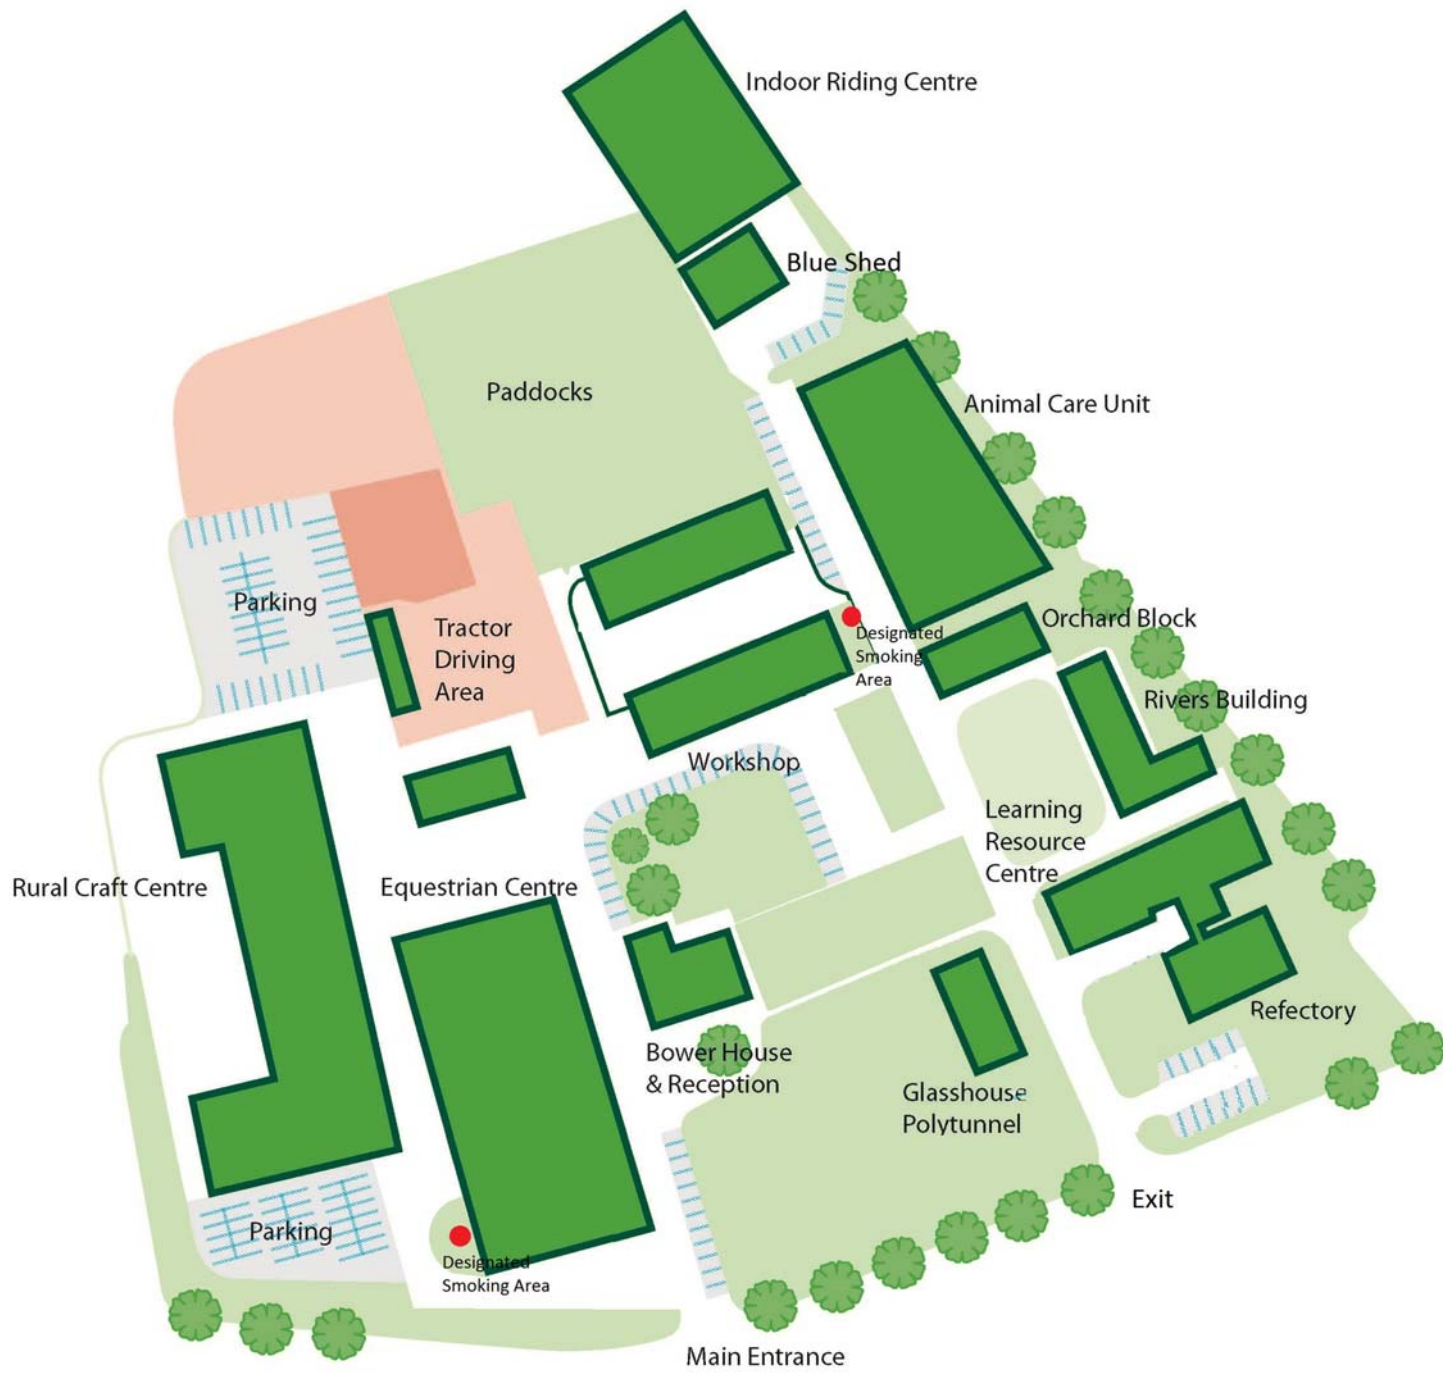 Indoor Riding Centre
Blue Shed
Paddocks
Animal Care Unit
Parking
Tractor
Driving
Area
Designated
Smoking
Area
Orchard Block
Rivers Building
Workshop
Learning
Resource
Centre
Rural Craft Centre
Equestrian Centre
Refectory
Bower House
& Reception
Glasshouse
Polytunnel
Exit
Parking
Designated
Smoking Area
Main Entrance